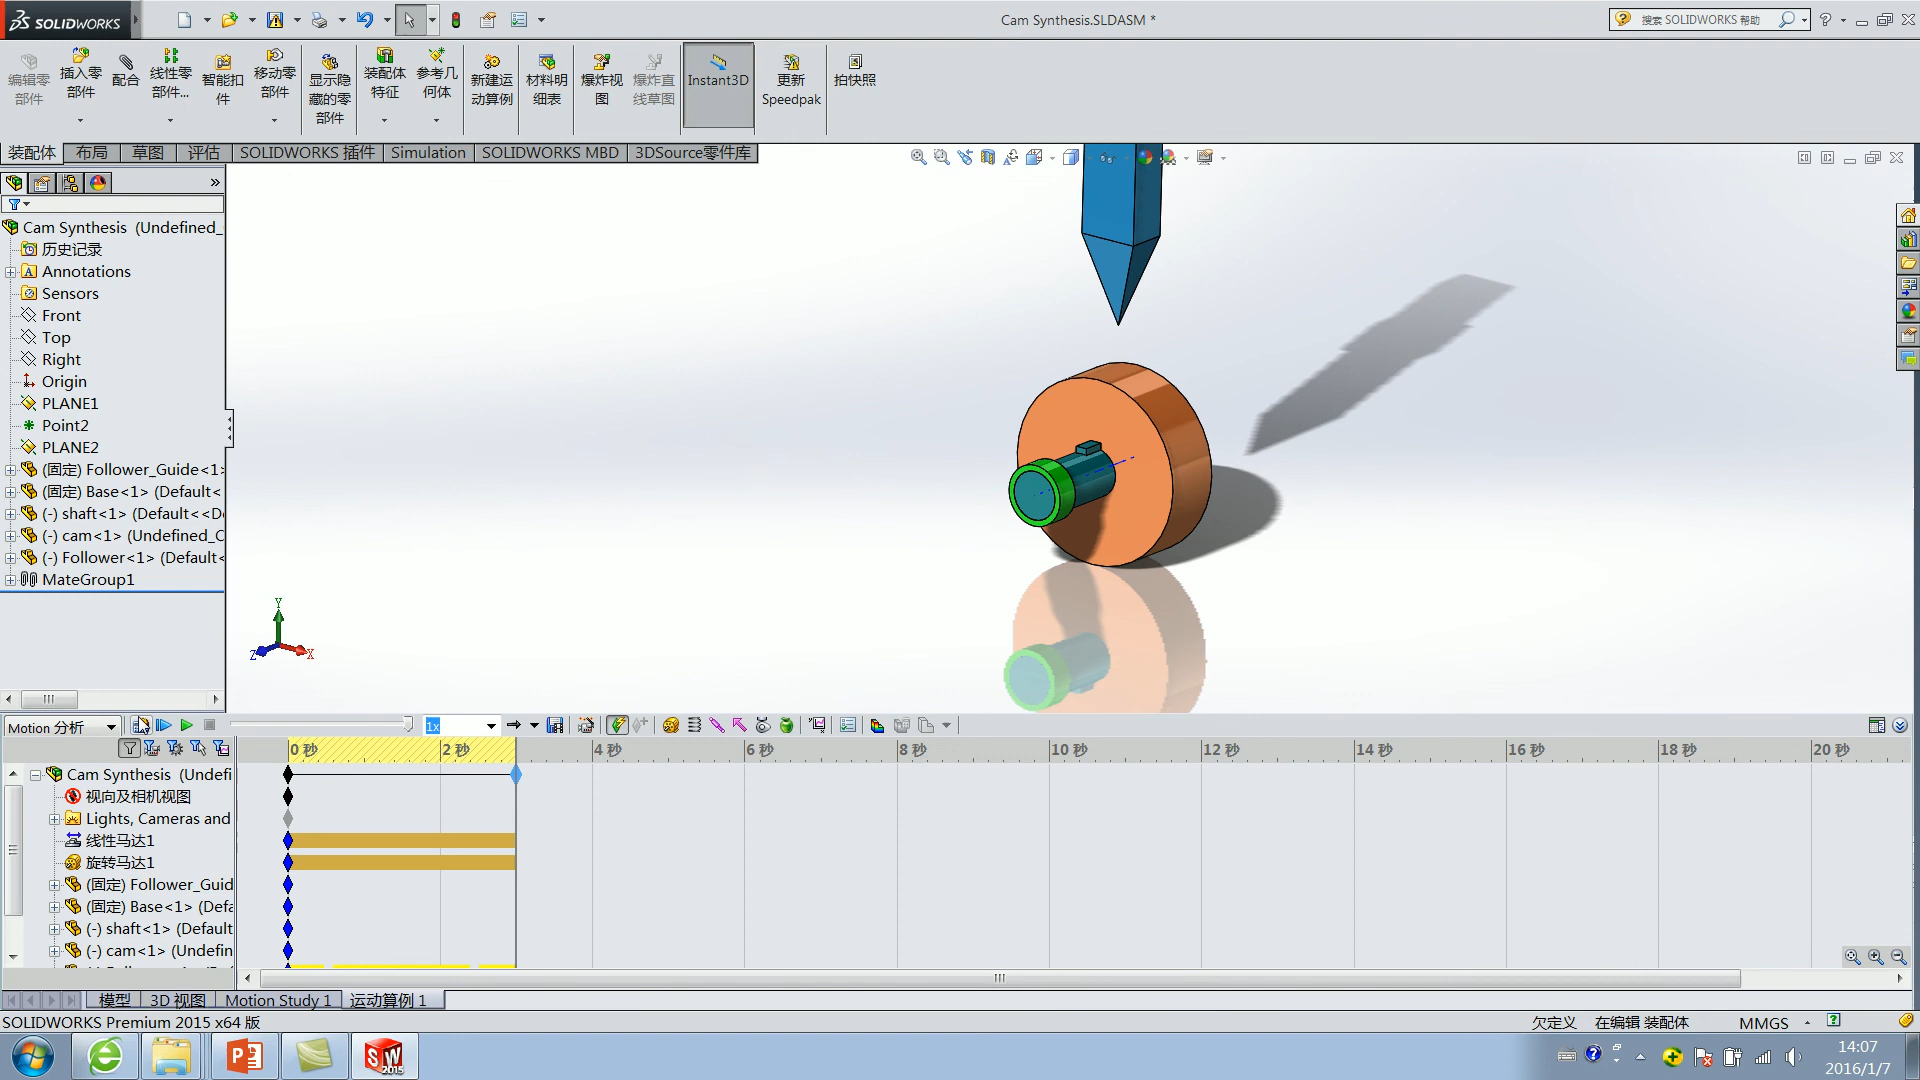 SOLIDWORKS
Cam Synthesis.SLDASM *
搜索 SOLIDWORKS 帮助
编辑零部件
插入零部件
配合
线性零部件...
智能扣件
移动零部件
显示隐藏的零部件
装配体特征
参考几何体
新建运动算例
材料明细表
爆炸视图
爆炸直线草图
Instant3D
更新 Speedpak
拍快照
装配体 布局 草图 评估 SOLIDWORKS 插件 Simulation SOLIDWORKS MBD 3DSource零件库
Cam Synthesis (Undefined_
历史记录
Annotations
Sensors
Front
Top
Right
Origin
PLANE1
Point2
PLANE2
(固定) Follower_Guide<1>
(固定) Base<1> (Default<
(-) shaft<1> (Default<<D
(-) cam<1> (Undefined_C
(-) Follower<1> (Default<
MateGroup1
Y
Z X
Motion 分析 1x
0 秒 2 秒 4 秒 6 秒 8 秒 10 秒 12 秒 14 秒 16 秒 18 秒 20 秒
Cam Synthesis (Undefi
视向及相机视图
Lights, Cameras and
线性马达1
旋转马达1
(固定) Follower_Guid
(固定) Base<1> (Defa
(-) shaft<1> (Default
(-) cam<1> (Undefin
模型 3D 视图 Motion Study 1 运动算例 1
SOLIDWORKS Premium 2015 x64 版 欠定义 在编辑 装配体 MMGS
14:07
2016/1/7